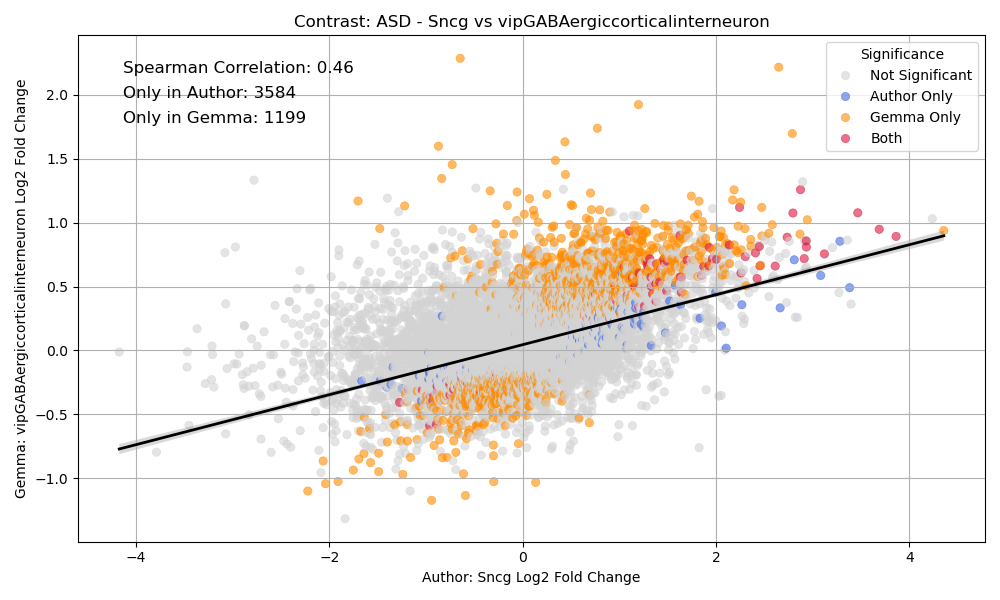 Contrast: ASD - Sncg vs vipGABAergiccorticalinterneuron
Spearman Correlation: 0.46
Only in Author: 3584
Only in Gemma: 1199
Significance
Not Significant
Author Only
Gemma Only
Both
Gemma: vipGABAergiccorticalinterneuron Log2 Fold Change
2.0
1.5
1.0
0.5
0.0
−0.5
−1.0
−4
−2
0
2
4
Author: Sncg Log2 Fold Change